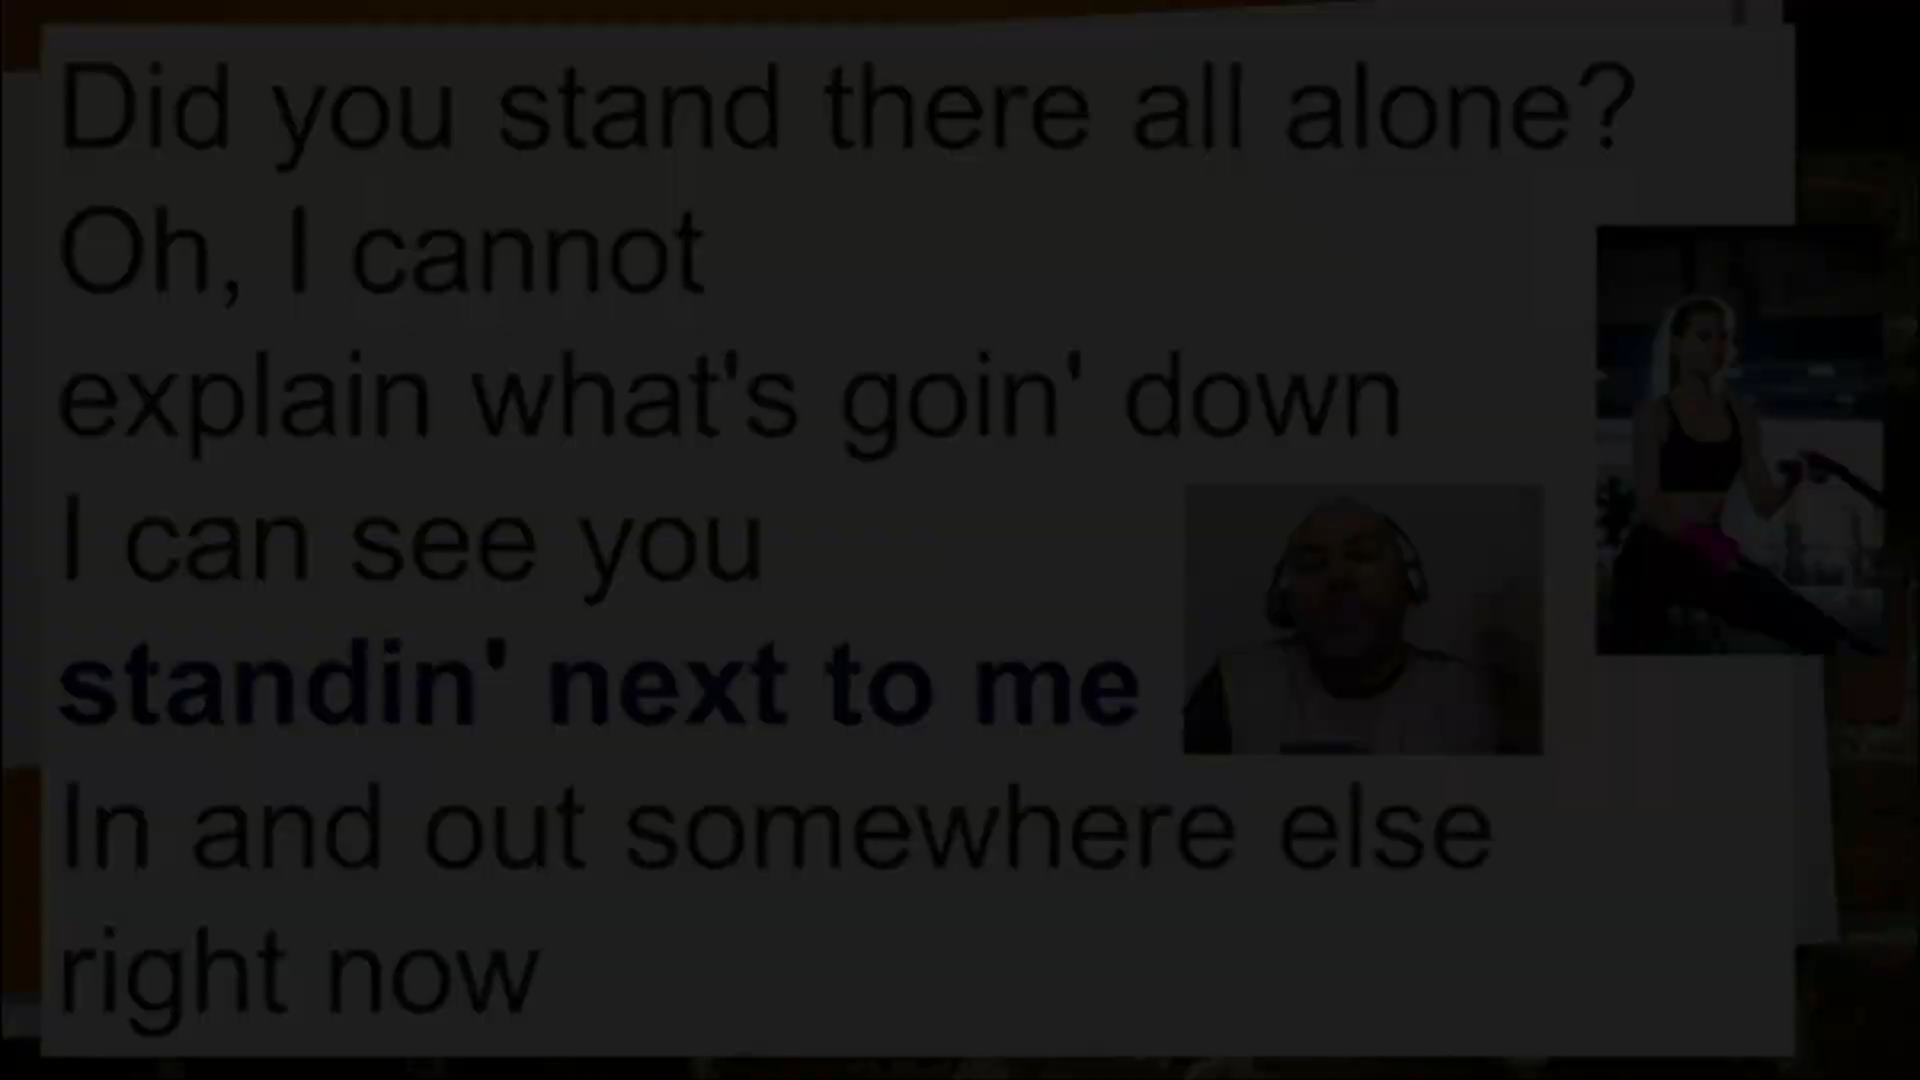 Did you stand there all alone?
Oh, I cannot
explain what's goin' down
I can see you
standin' next to me
In and out somewhere else
right now